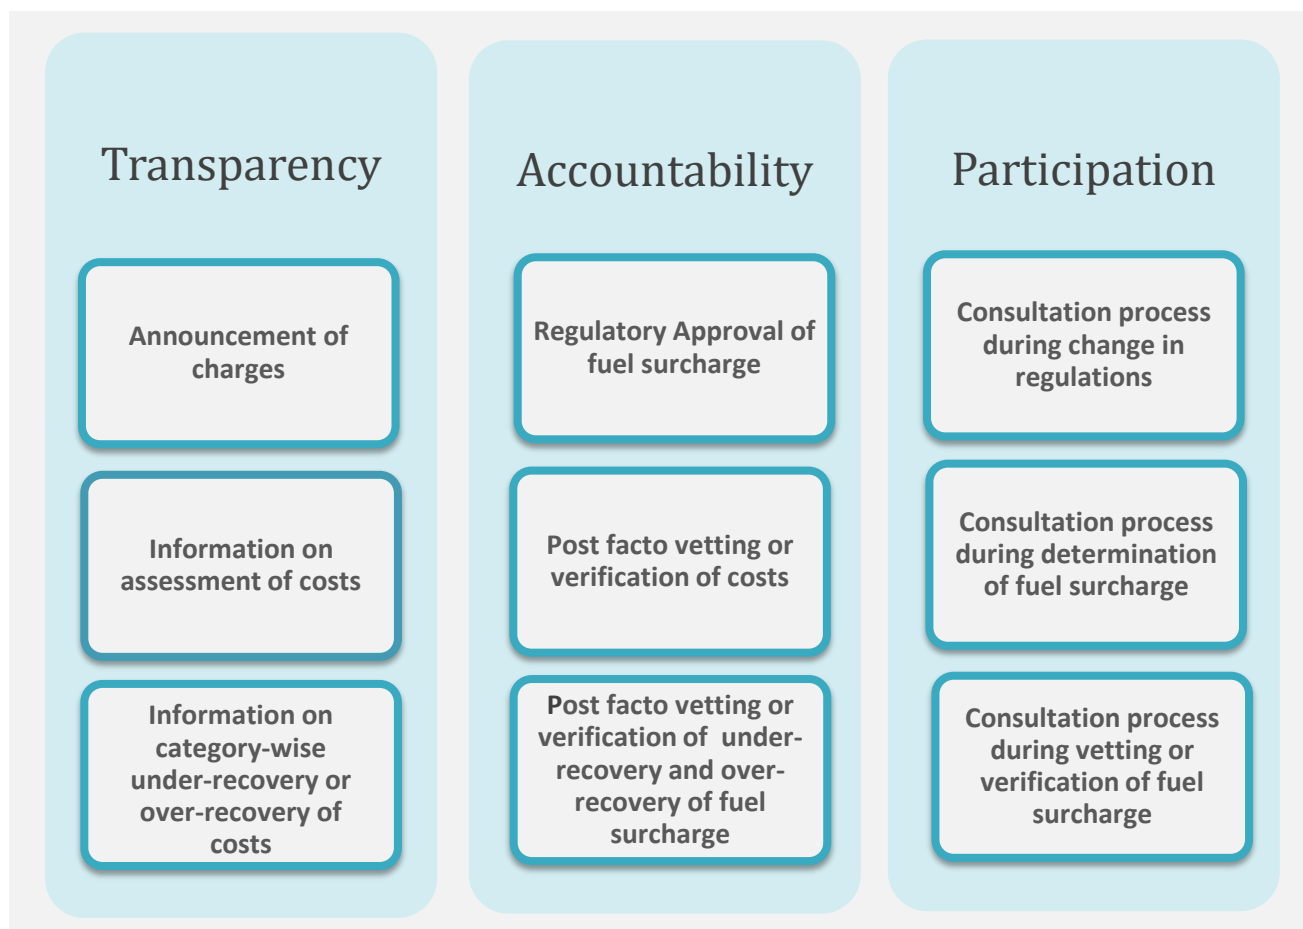 Transparency
Announcement of
charges
Information on
assessment of costs
Information on
category-wise
under-recovery or
over-recovery of
costs
Accountability
Regulatory Approval of
fuel surcharge
Post facto vetting or
verification of costs
Post facto vetting or
verification of  under-
recovery and over-
recovery of fuel
surcharge
Participation
Consultation process
during change in
regulations
Consultation process
during determination
of fuel surcharge
Consultation process
during vetting or
verification of fuel
surcharge